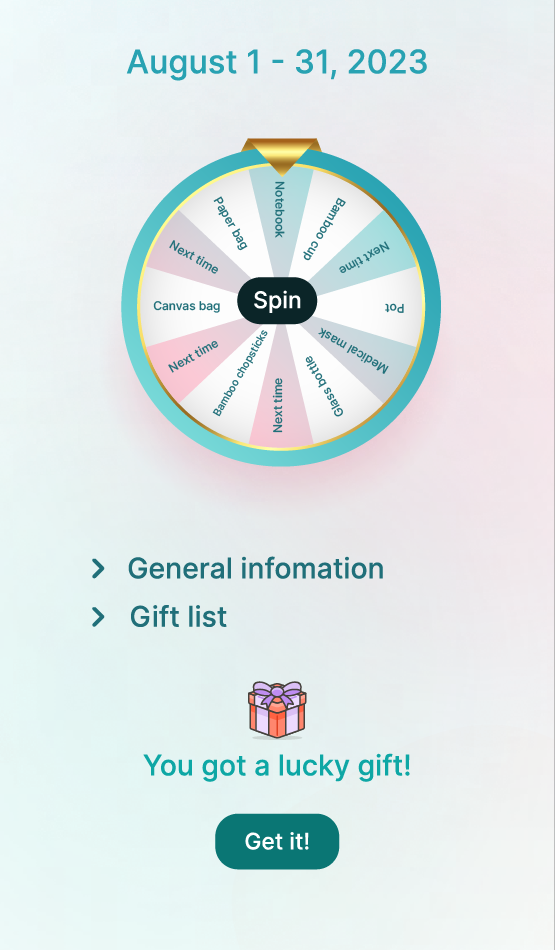 August 1 - 31, 2023
Notebook
Bamboo cup
Next time
Pot
Medical mask
Glass bottle
Next time
Bamboo chopsticks
Next time
Canvas bag
Next time
Paper bag
Spin
General infomation
Gift list
You got a lucky gift!
Get it!